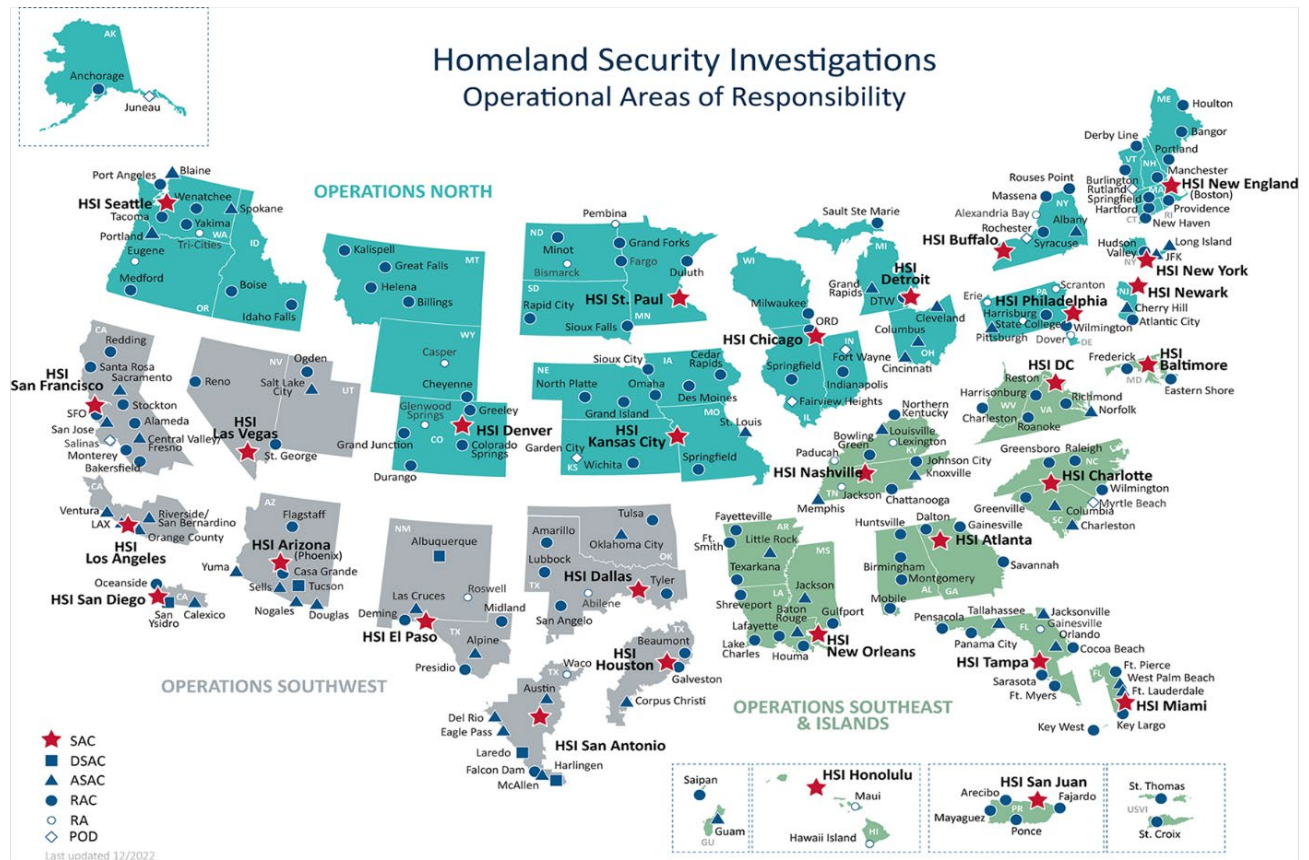 Homeland Security Investigations
Operational Areas of Responsibility
AK
Anchorage
Juneau
OPERATIONS NORTH
Port Angeles
Blaine
HSI Seattle
Wenatchee
Spokane
Tacoma
Yakima
Portland
Tri-Cities
WA
ID
Eugene
Medford
Boise
Idaho Falls
OR
MT
Kalispell
Great Falls
Helena
Billings
WY
Casper
Cheyenne
Glenwood
Springs
Greeley
HSI Denver
Grand Junction
CO
Colorado
Springs
Durango
Pembina
ND
Minot
Grand Forks
Bismarck
Fargo
Duluth
SD
HSI St. Paul
Rapid City
MN
Sioux Falls
Sioux City
IA
Cedar
Rapids
NE
North Platte
Omaha
Des Moines
Grand Island
MO
St. Louis
HSI
Kansas City
Garden City
KS
Wichita
Springfield
Sault Ste Marie
WI
MI
HSI
Detroit
Grand
Rapids
DTW
Milwaukee
ORD
Cleveland
HSI Chicago
Columbus
IN
Fort Wayne
OH
Cincinnati
Springfield
Indianapolis
Fairview Heights
IL
ME
Houlton
Derby Line
Bangor
VT
NH
Portland
Manchester
Burlington
Rutland
MA
HSI New England
(Boston)
Springfield
Hartford
CT
RI
Providence
New Haven
Rouses Point
Massena
NY
Alexandria Bay
Albany
Rochester
HSI Buffalo
Syracuse
Hudson
Valley
NY
Long Island
JFK
HSI New York
HSI Newark
NJ
Cherry Hill
Atlantic City
Erie
PA
Scranton
HSI Philadelphia
Harrisburg
State College
Pittsburgh
Wilmington
Dover
DE
Frederick
HSI
Baltimore
MD
Eastern Shore
HSI DC
Reston
Harrisonburg
WV
VA
Richmond
Charleston
Norfolk
Roanoke
Northern
Kentucky
Bowling
Green
Louisville
Lexington
Paducah
KY
Johnson City
HSI Nashville
Knoxville
TN
Jackson
Chattanooga
Memphis
Greensboro
Raleigh
NC
HSI Charlotte
Wilmington
Greenville
Columbia
Myrtle Beach
SC
Charleston
CA
Redding
Santa Rosa
HSI
San Francisco
Sacramento
Stockton
SFO
Alameda
San Jose
Central Valley/
Fresno
Salinas
Monterey
Bakersfield
NV
Ogden
Reno
Salt Lake
City
UT
HSI
Las Vegas
St. George
CA
Ventura
Riverside/
San Bernardino
LAX
Orange County
HSI
Los Angeles
Oceanside
HSI San Diego
CA
San
Ysidro
Calexico
AZ
Flagstaff
HSI Arizona
(Phoenix)
Casa Grande
Yuma
Sells
Tucson
Nogales
Douglas
NM
Albuquerque
Roswell
Las Cruces
Deming
Midland
HSI El Paso
TX
Alpine
Presidio
Tulsa
Amarillo
Oklahoma City
OK
Lubbock
HSI Dallas
TX
Tyler
Abilene
San Angelo
HSI
Houston
Beaumont
TX
Galveston
Corpus Christi
Waco
TX
Austin
Del Rio
Eagle Pass
HSI San Antonio
Laredo
Falcon Dam
Harlingen
McAllen
OPERATIONS SOUTHWEST
Fayetteville
AR
Ft.
Smith
Little Rock
MS
Texarkana
Jackson
LA
Shreveport
Baton
Rouge
Gulfport
Lafayette
Lake
Charles
Houma
HSI
New Orleans
Dalton
Huntsville
Gainesville
HSI Atlanta
Birmingham
Savannah
Montgomery
AL
GA
Mobile
Pensacola
Tallahassee
Jacksonville
FL
Gainesville
Orlando
Panama City
Cocoa Beach
HSI Tampa
Sarasota
Ft. Myers
Ft. Pierce
FL
West Palm Beach
Ft. Lauderdale
HSI Miami
Key West
Key Largo
OPERATIONS SOUTHEAST
& ISLANDS
SAC
DSAC
ASAC
RAC
RA
POD
Last updated 12/2022
Saipan
Guam
GU
HSI Honolulu
Maui
Hawaii Island
HI
HSI San Juan
Arecibo
Fajardo
PR
Mayaguez
Ponce
St. Thomas
USVI
St. Croix